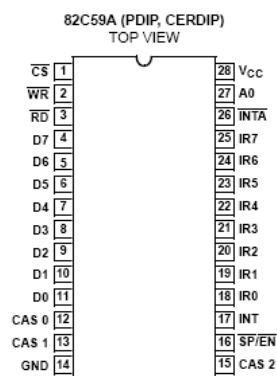 82C59A (PDIP, CERDIP)
TOP VIEW
CS 1 28 VCC
WR 2 27 A0
RD 3 26 INTA
D7 4 25 IR7
D6 5 24 IR6
D5 6 23 IR5
D4 7 22 IR4
D3 8 21 IR3
D2 9 20 IR2
D1 10 19 IR1
D0 11 18 IR0
CAS 0 12 17 INT
CAS 1 13 16 SP/EN
GND 14 15 CAS 2